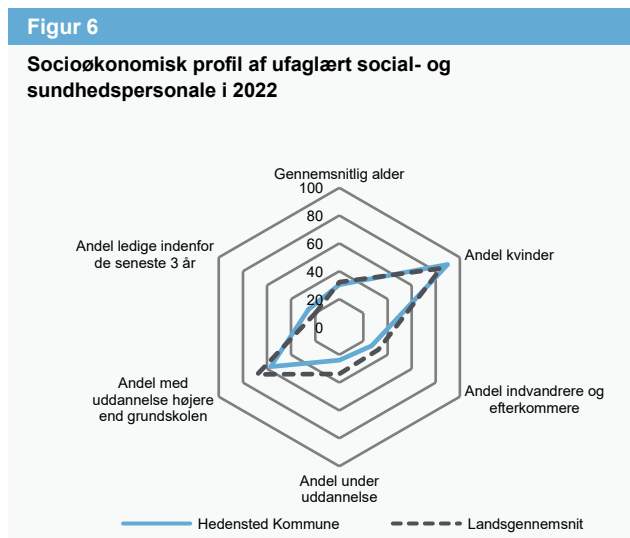 Figur 6
Socioøkonomisk profil af ufaglært social- og
sundhedspersonale i 2022
Gennemsnitlig alder
100
80
60
40
20
0
Andel kvinder
Andel indvandrere og
efterkommere
Andel under
uddannelse
Andel med
uddannelse højere
end grundskolen
Andel ledige indenfor
de seneste 3 år
Hedensted Kommune
Landsgennemsnit